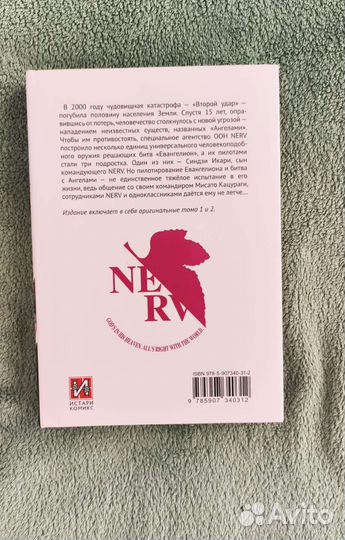 В 2000 году чудовищная катастрофа – «Второй удар» –
погубила половину населения Земли. Спустя 15 лет, опра-
вившись от потерь, человечество столкнулось с новой угрозой –
нападением неизвестных существ, названных «Ангелами».
Чтобы им противостоять, специальное агентство ООН NERV
построило несколько единиц универсального человекоподоб-
ного оружия решающих битв «Евангелион», а их пилотами
стали три подростка. Один из них – Синдзи Икари, сын
командующего NERV. Но пилотирование Евангелиона и битва
с Ангелами – не единственное тяжёлое испытание в его
жизни, ведь общение со своим командиром Мисато Кацураги,
сотрудниками NERV и одноклассниками даётся ему не легче...
Издание включает в себя оригинальные тома 1 и 2.
NERV
GOD'S IN HIS HEAVEN. ALL'S RIGHT WITH THE WORLD.
ISBN 978-5-907340-31-2
9 785907 340312
И
ИСТАРИ
КОМИКС
Avito